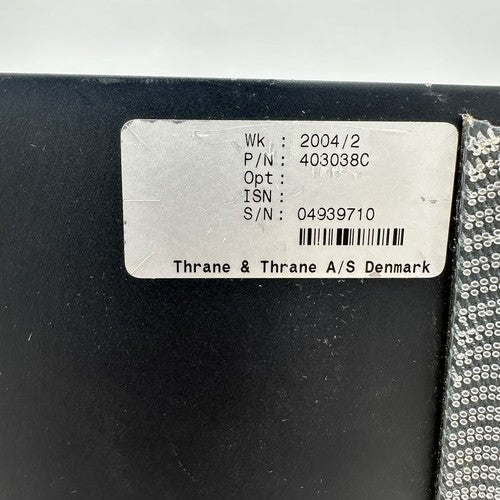 Wk : 2004/2
P/N: 403038C
Opt:
ISN:
S/N: 04939710
Thrane & Thrane A/S Denmark